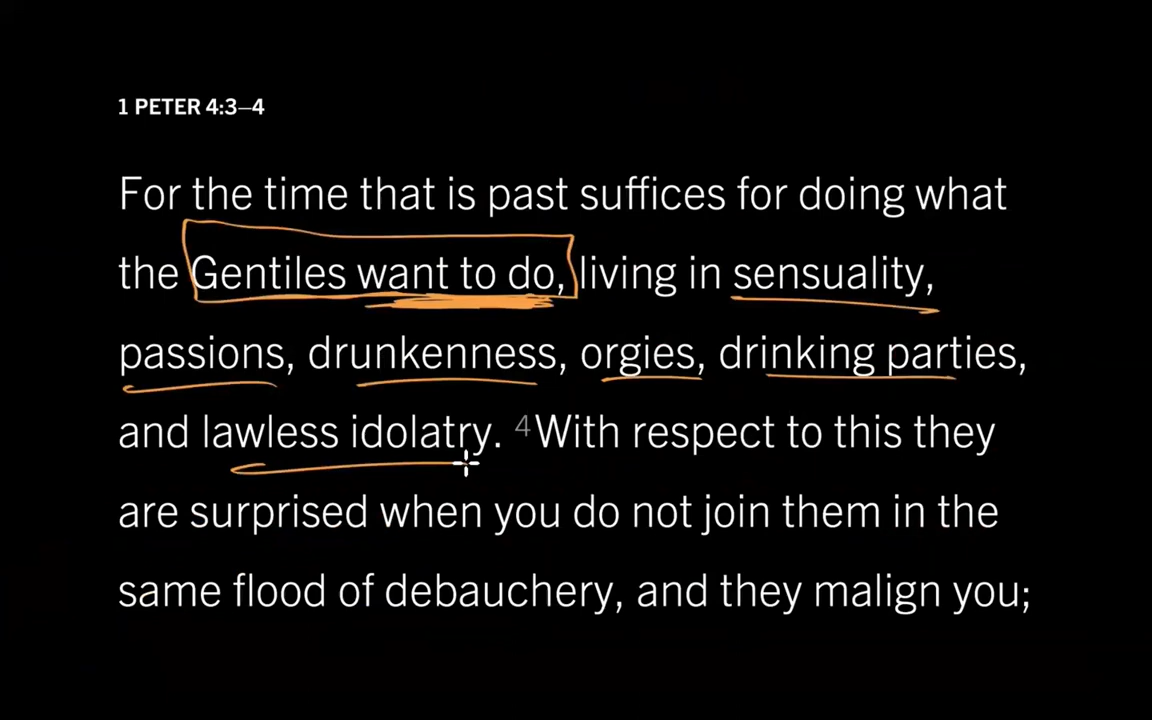 1 PETER 4:3–4
For the time that is past suffices for doing what
the Gentiles want to do, living in sensuality,
passions, drunkenness, orgies, drinking parties,
and lawless idolatry. 4 With respect to this they
are surprised when you do not join them in the
same flood of debauchery, and they malign you;